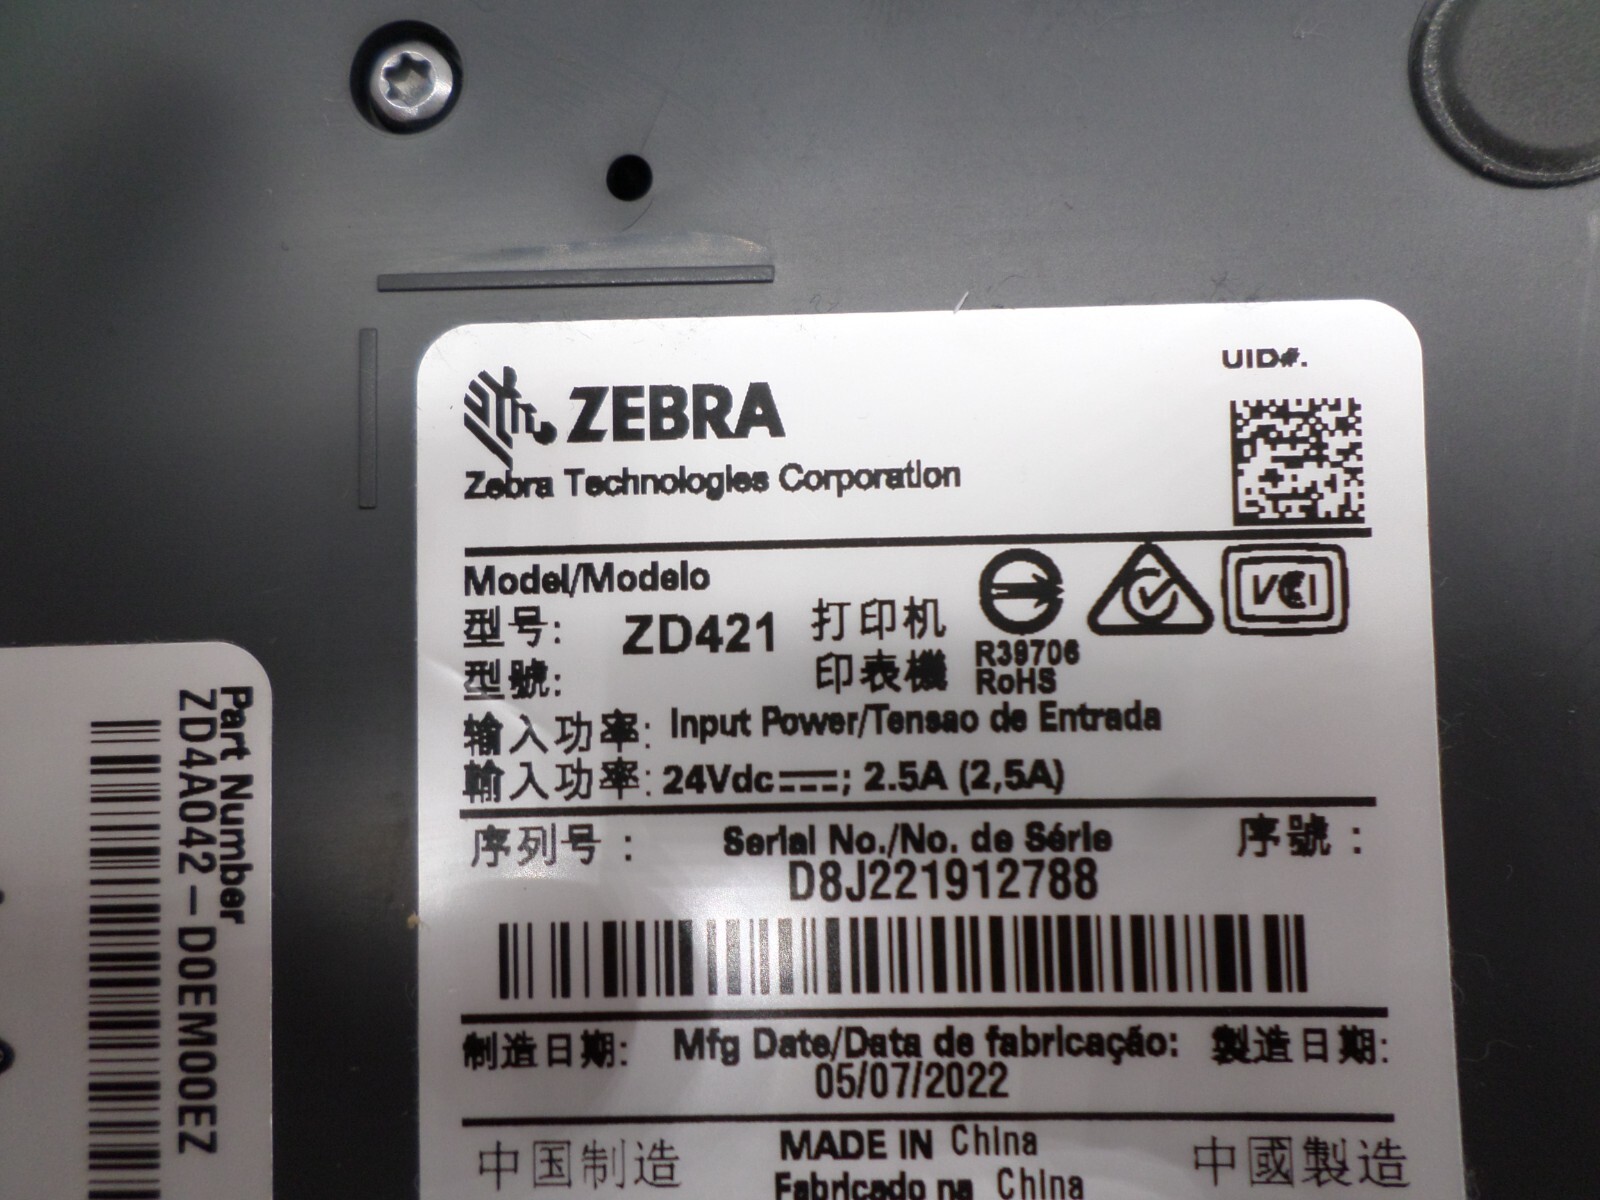 ZEBRA
Zebra Technologies Corporation
UID#.
Model/Modelo
型号: ZD421 打印机
型號: 印表機
R39706
RoHS
VCCI
输入功率: Input Power/Tensao de Entrada
輸入功率: 24Vdc⎓; 2.5A (2,5A)
序列号: Serial No./No. de Série 序號:
D8J221912788
制造日期: Mfg Date/Data de fabricação: 製造日期:
05/07/2022
中国制造 MADE IN China 中國製造
Fabricado na China
Part Number
ZD4A042-D0EM00EZ